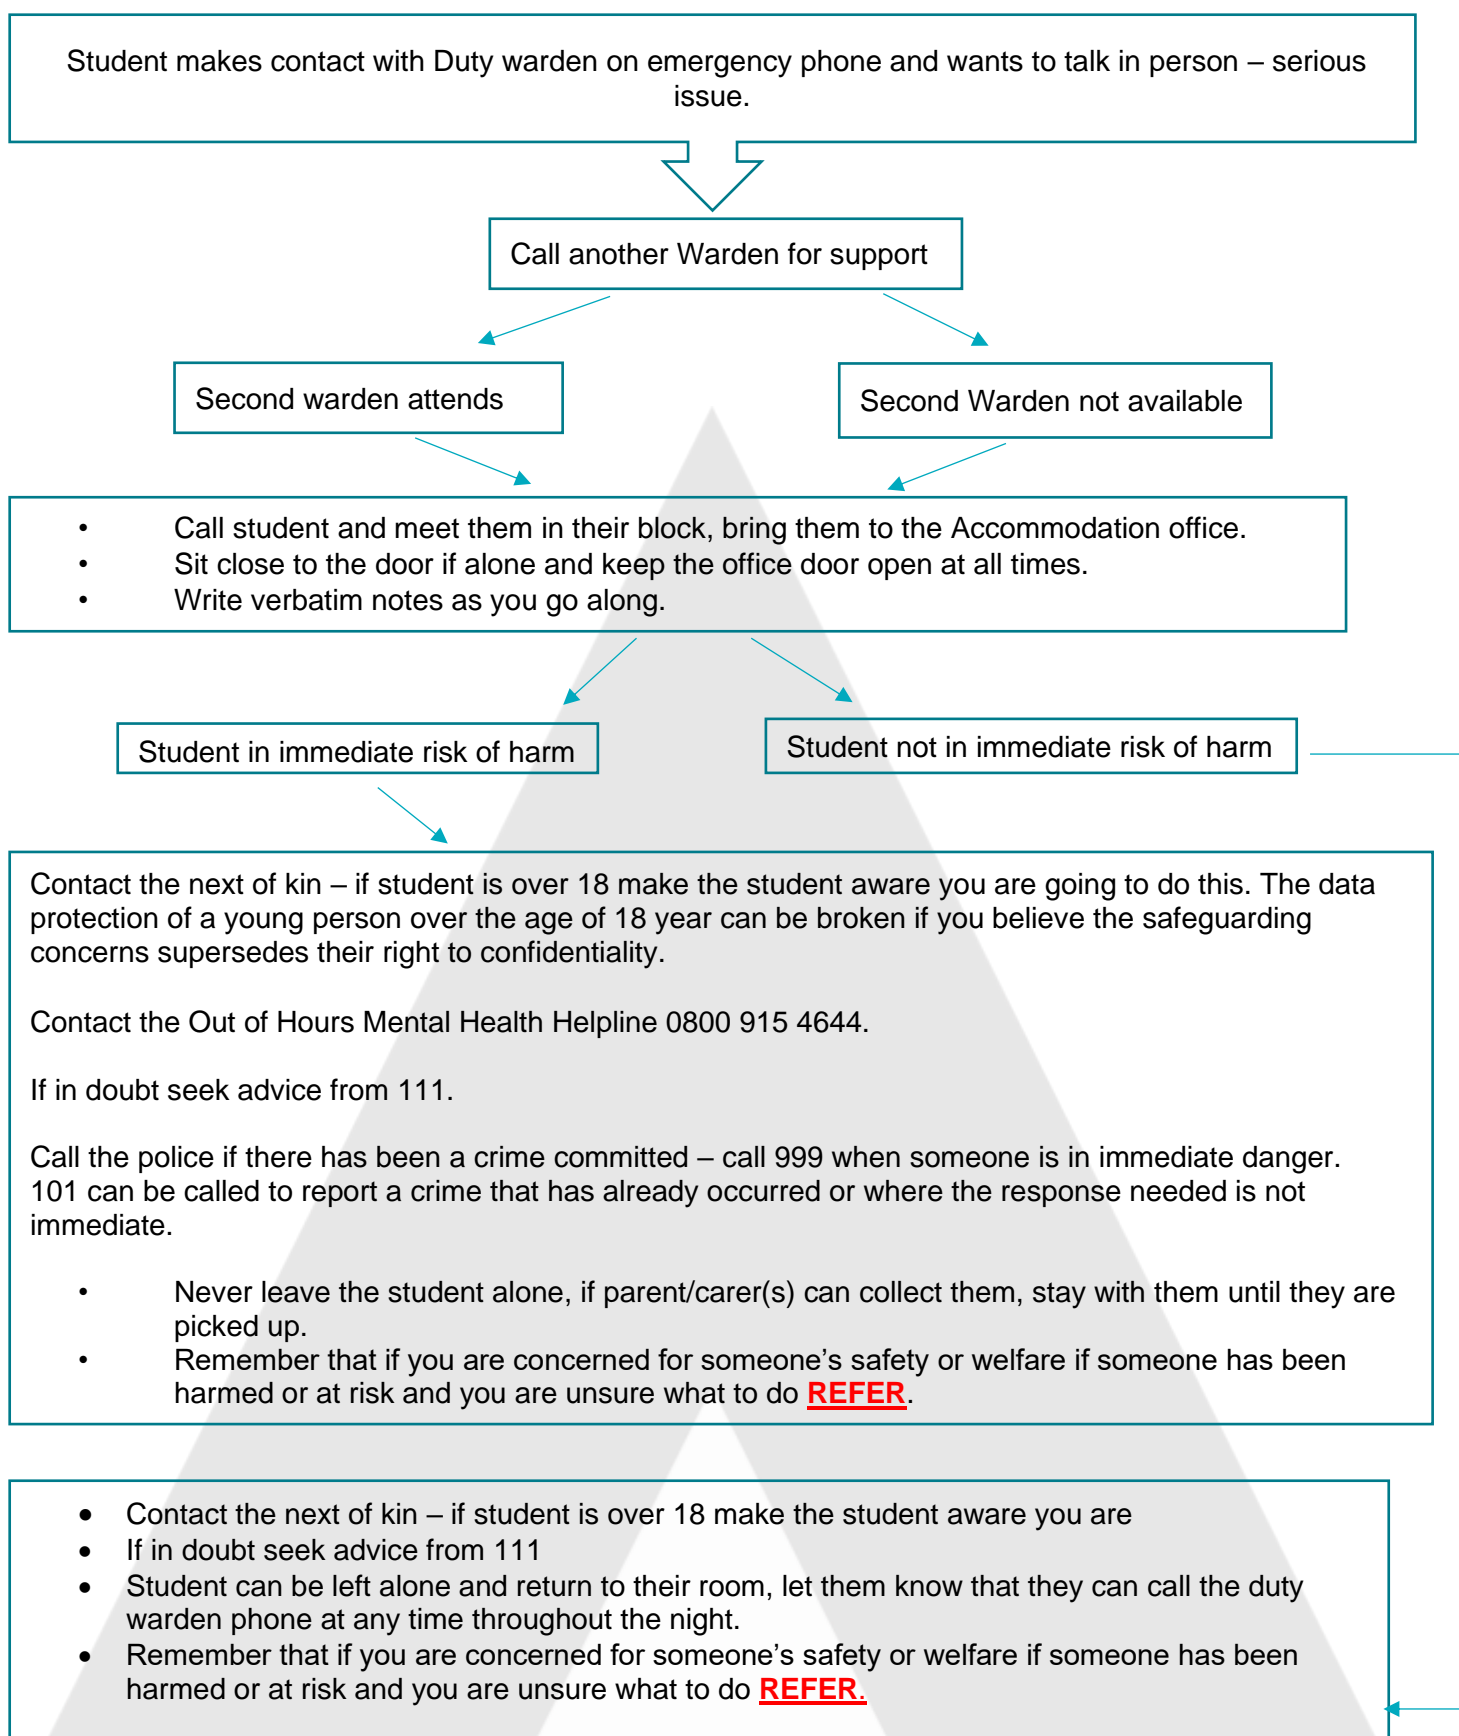 Student makes contact with Duty warden on emergency phone and wants to talk in person – serious
issue.
Call another Warden for support
Second warden attends
Second Warden not available
• Call student and meet them in their block, bring them to the Accommodation office.
• Sit close to the door if alone and keep the office door open at all times.
• Write verbatim notes as you go along.
Student in immediate risk of harm
Student not in immediate risk of harm
Contact the next of kin – if student is over 18 make the student aware you are going to do this. The data
protection of a young person over the age of 18 year can be broken if you believe the safeguarding
concerns supersedes their right to confidentiality.
Contact the Out of Hours Mental Health Helpline 0800 915 4644.
If in doubt seek advice from 111.
Call the police if there has been a crime committed – call 999 when someone is in immediate danger.
101 can be called to report a crime that has already occurred or where the response needed is not
immediate.
• Never leave the student alone, if parent/carer(s) can collect them, stay with them until they are
picked up.
• Remember that if you are concerned for someone’s safety or welfare if someone has been
harmed or at risk and you are unsure what to do REFER.
• Contact the next of kin – if student is over 18 make the student aware you are
• If in doubt seek advice from 111
• Student can be left alone and return to their room, let them know that they can call the duty
warden phone at any time throughout the night.
• Remember that if you are concerned for someone’s safety or welfare if someone has been
harmed or at risk and you are unsure what to do REFER.